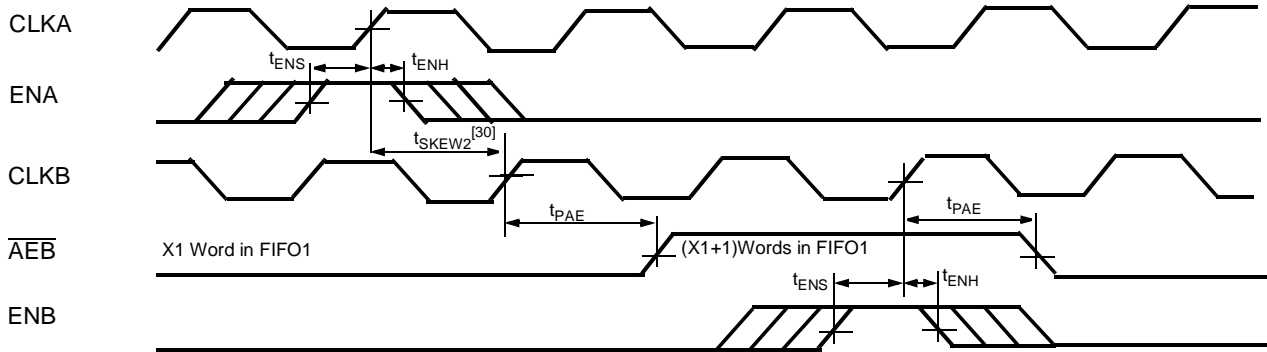 CLKA
tENS
tENH
ENA
tSKEW2[30]
CLKB
tPAE
tPAE
AEB
X1 Word in FIFO1
(X1+1)Words in FIFO1
tENS
tENH
ENB